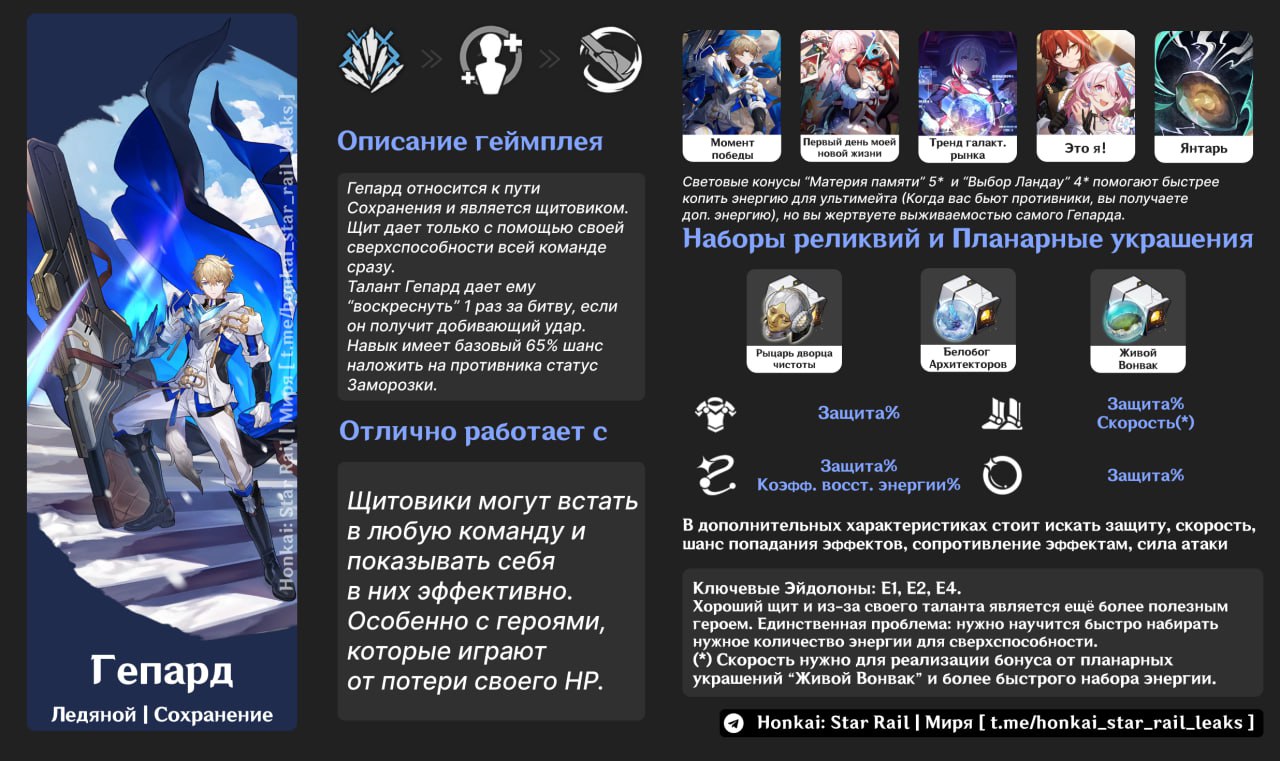 Honkai: Star Rail | Миря [ t.me/honkai_star_rail_leaks ]
Гепард
Ледяной | Сохранение
Описание геймплея
Гепард относится к пути
Сохранения и является щитовиком.
Щит дает только с помощью своей
сверхспособности всей команде
сразу.
Талант Гепард дает ему
“воскреснуть” 1 раз за битву, если
он получит добивающий удар.
Навык имеет базовый 65% шанс
наложить на противника статус
Заморозки.
Отлично работает с
Щитовики могут встать
в любую команду и
показывать себя
в них эффективно.
Особенно с героями,
которые играют
от потери своего HP.
Момент
победы
Первый день моей
новой жизни
Тренд галакт.
рынка
Это я!
Янтарь
Световые конусы “Материя памяти” 5* и “Выбор Ландау” 4* помогают быстрее
копить энергию для ультимейта (Когда вас бьют противники, вы получаете
доп. энергию), но вы жертвуете выживаемостью самого Гепарда.
Наборы реликвий и Планарные украшения
Рыцарь дворца
чистоты
Белобог
Архитекторов
Живой
Вонвак
Защита%
Защита%
Скорость(*)
Защита%
Коэфф. восст. энергии%
Защита%
В дополнительных характеристиках стоит искать защиту, скорость,
шанс попадания эффектов, сопротивление эффектам, сила атаки
Ключевые Эйдолоны: E1, E2, E4.
Хороший щит и из-за своего таланта является ещё более полезным
героем. Единственная проблема: нужно научится быстро набирать
нужное количество энергии для сверхспособности.
(*) Скорость нужно для реализации бонуса от планарных
украшений “Живой Вонвак” и более быстрого набора энергии.
Honkai: Star Rail | Миря [ t.me/honkai_star_rail_leaks ]